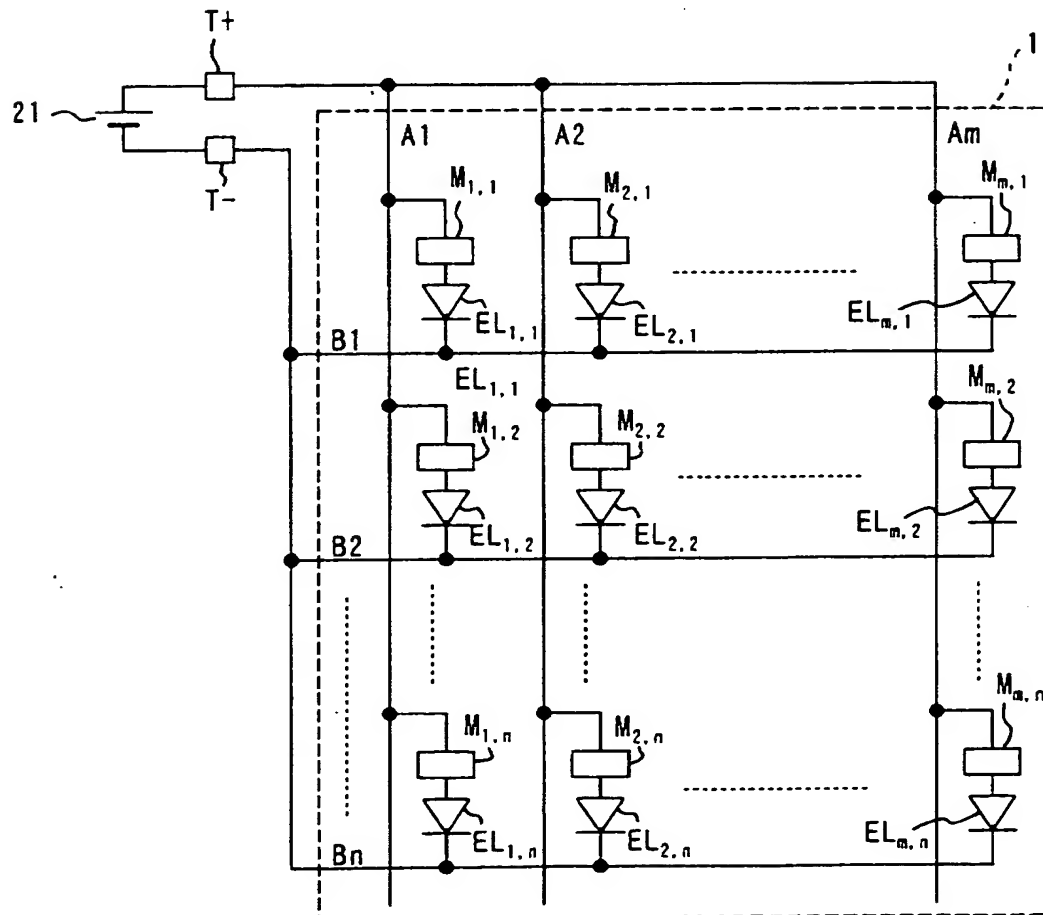 T+
1
21
A1
A2
Am
T-
M1,1
M2,1
Mm,1
EL1,1
EL2,1
ELm,1
B1
EL1,1
Mm,2
M1,2
M2,2
EL1,2
EL2,2
ELm,2
B2
M1,n
M2,n
Mm,n
EL1,n
EL2,n
ELm,n
Bn